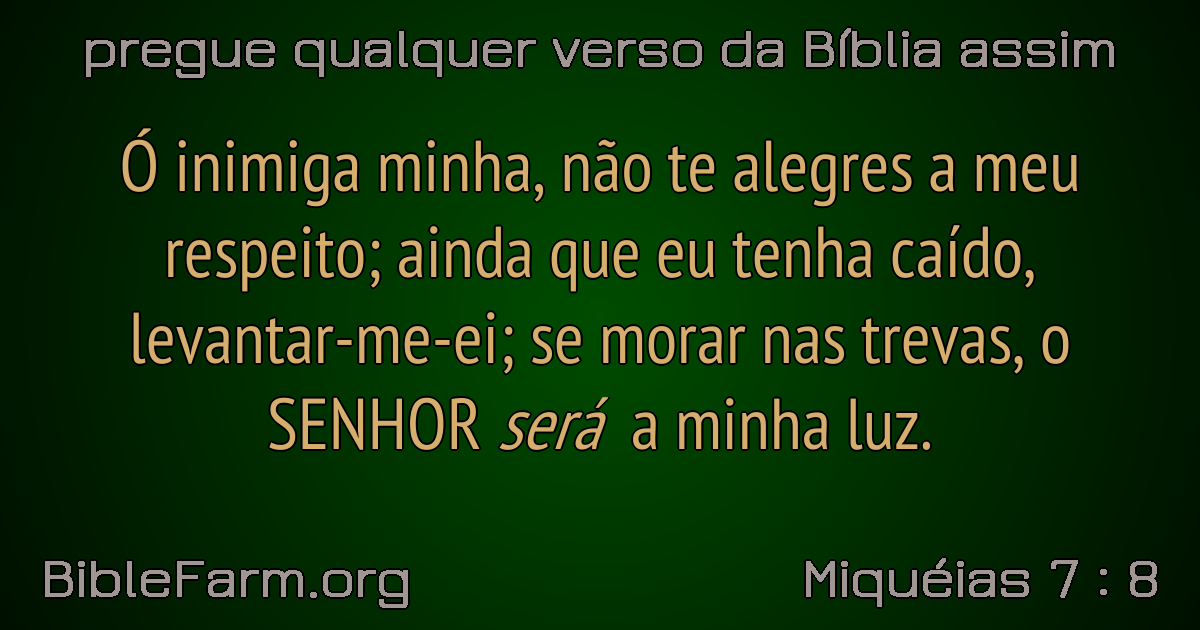 pregue qualquer verso da Bíblia assim
Ó inimiga minha, não te alegres a meu
respeito; ainda que eu tenha caído,
levantar-me-ei; se morar nas trevas, o
SENHOR será a minha luz.
BibleFarm.org
Miquéias 7 : 8